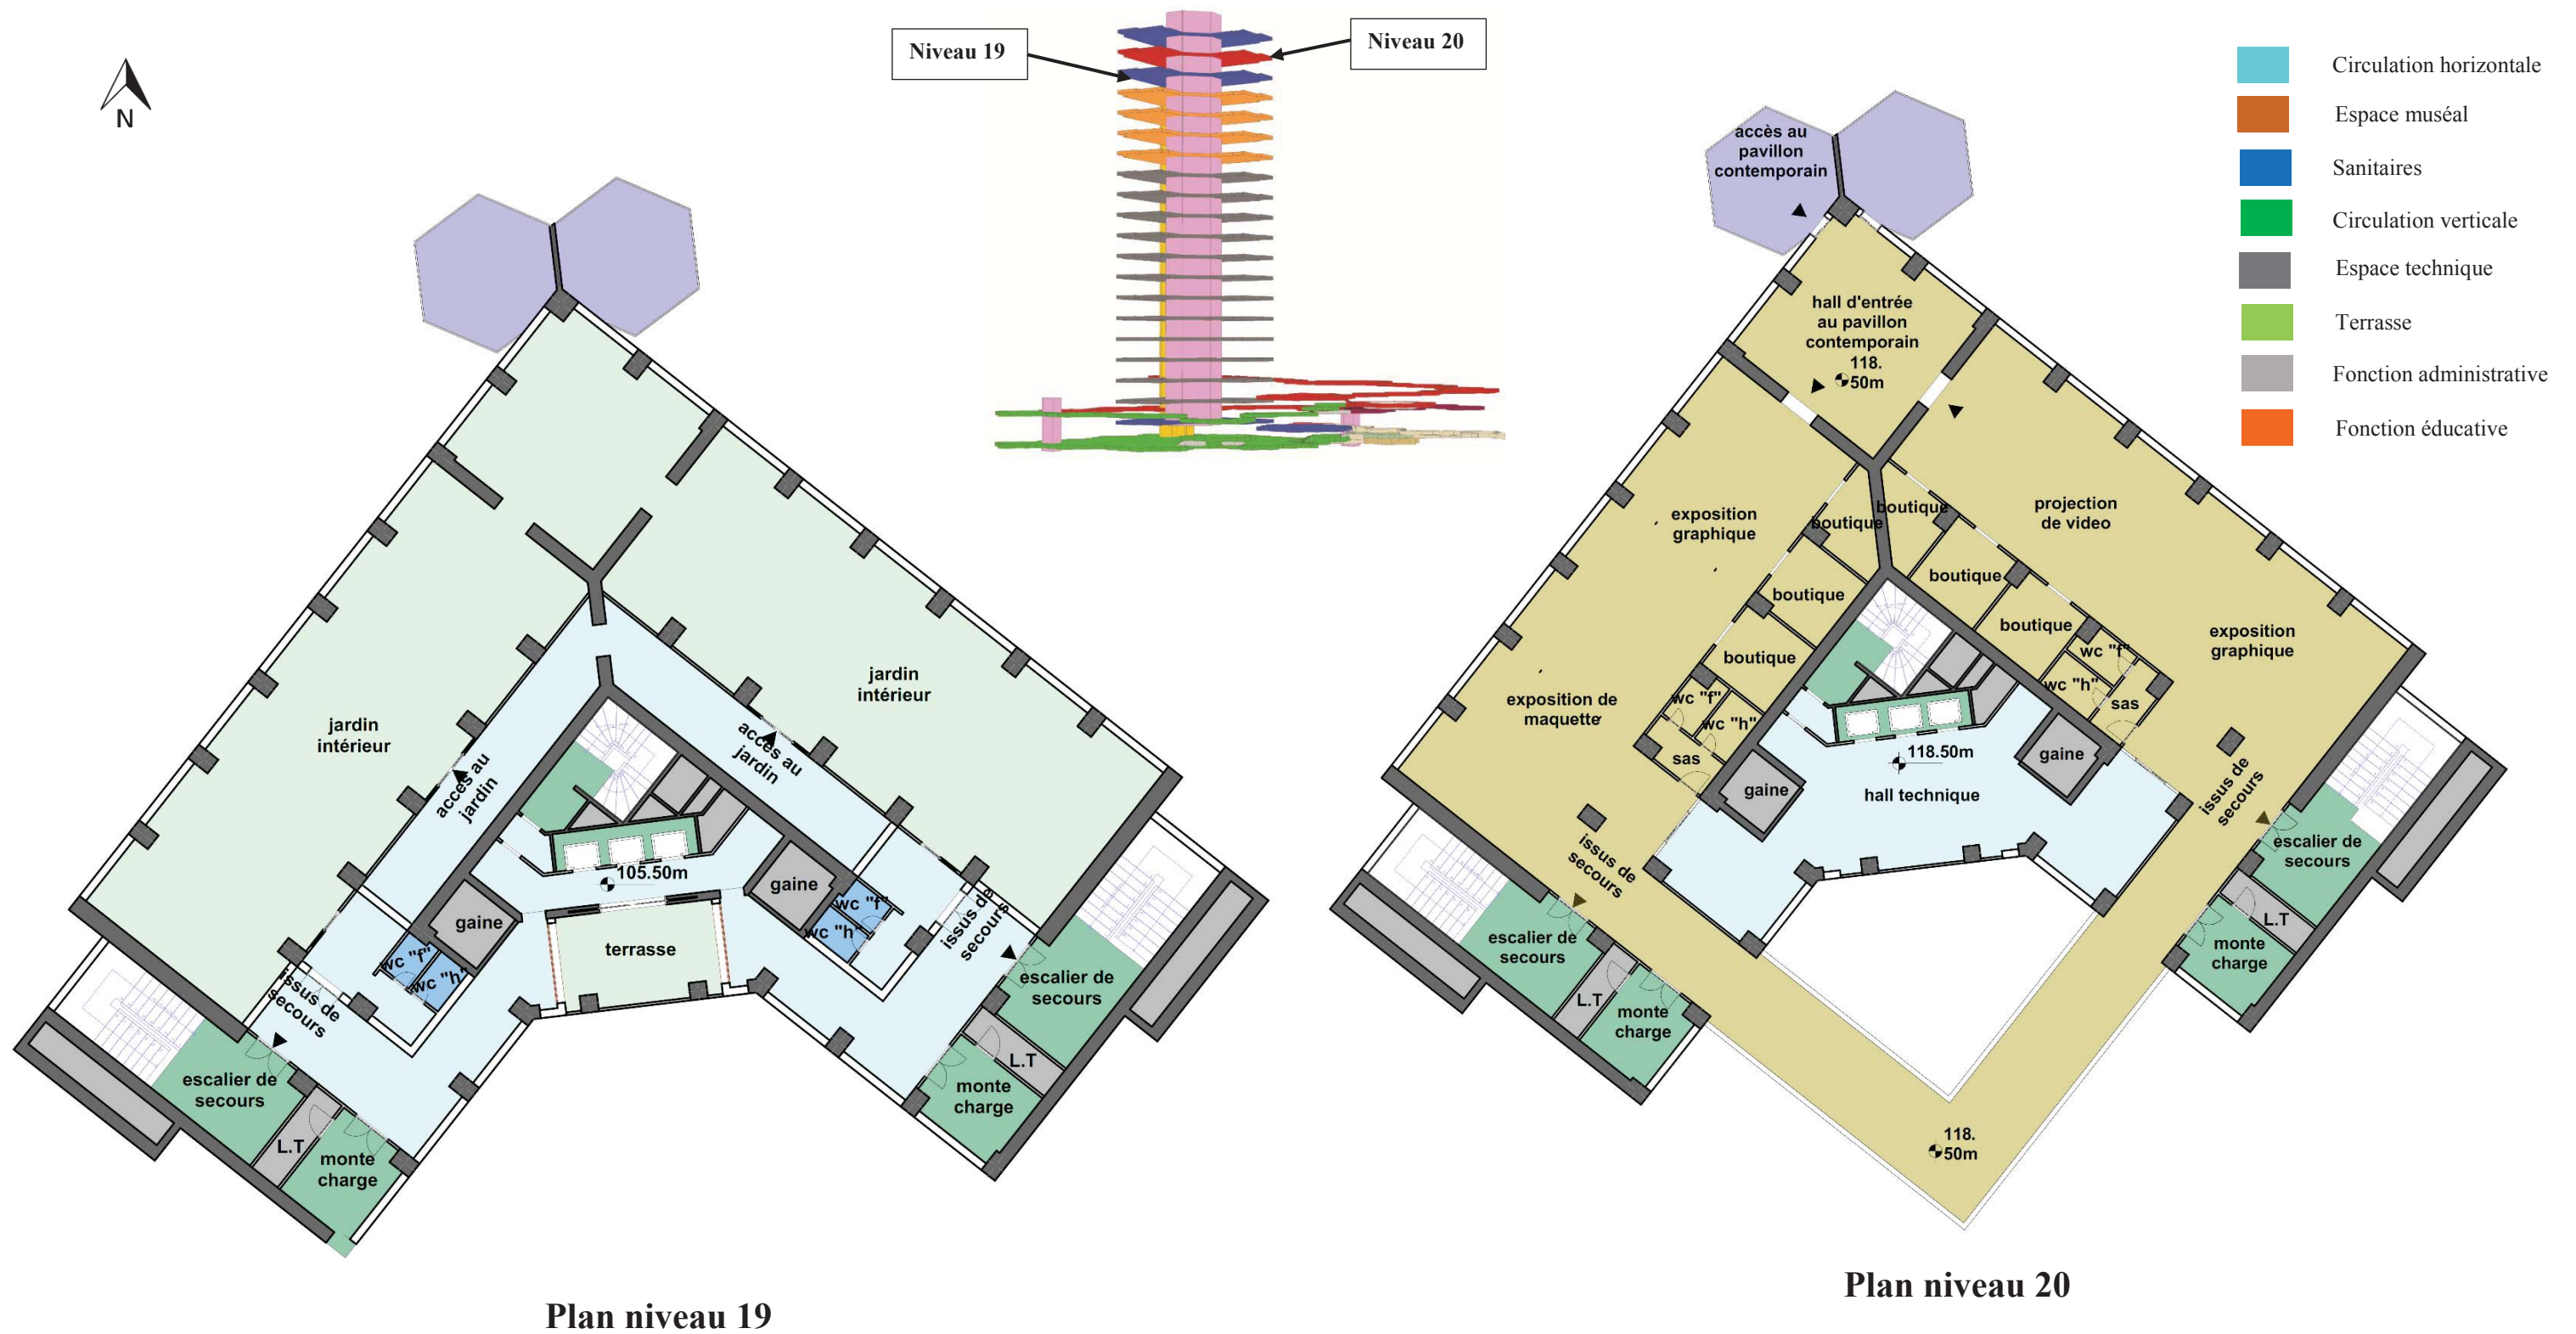 N
Niveau 19
Niveau 20
Circulation horizontale
Espace muséal
Sanitaires
Circulation verticale
Espace technique
Terrasse
Fonction administrative
Fonction éducative
jardin
intérieur
jardin
intérieur
accès au
jardin
accès au
jardin
105.50m
gaine
gaine
terrasse
wc "f"
wc "h"
wc "f"
wc "h"
issus de
secours
issus de
secours
escalier de
secours
escalier de
secours
L.T
L.T
monte
charge
monte
charge
Plan niveau 19
accès au
pavillon
contemporain
hall d'entrée
au pavillon
contemporain
118.
50m
exposition
graphique
projection
de video
boutique
boutique
boutique
boutique
boutique
boutique
exposition
graphique
exposition de
maquette
wc "f"
wc "h"
sas
wc "f"
wc "h"
sas
118.50m
gaine
gaine
hall technique
issus de
secours
issus de
secours
escalier de
secours
escalier de
secours
L.T
L.T
monte
charge
monte
charge
118.
50m
Plan niveau 20